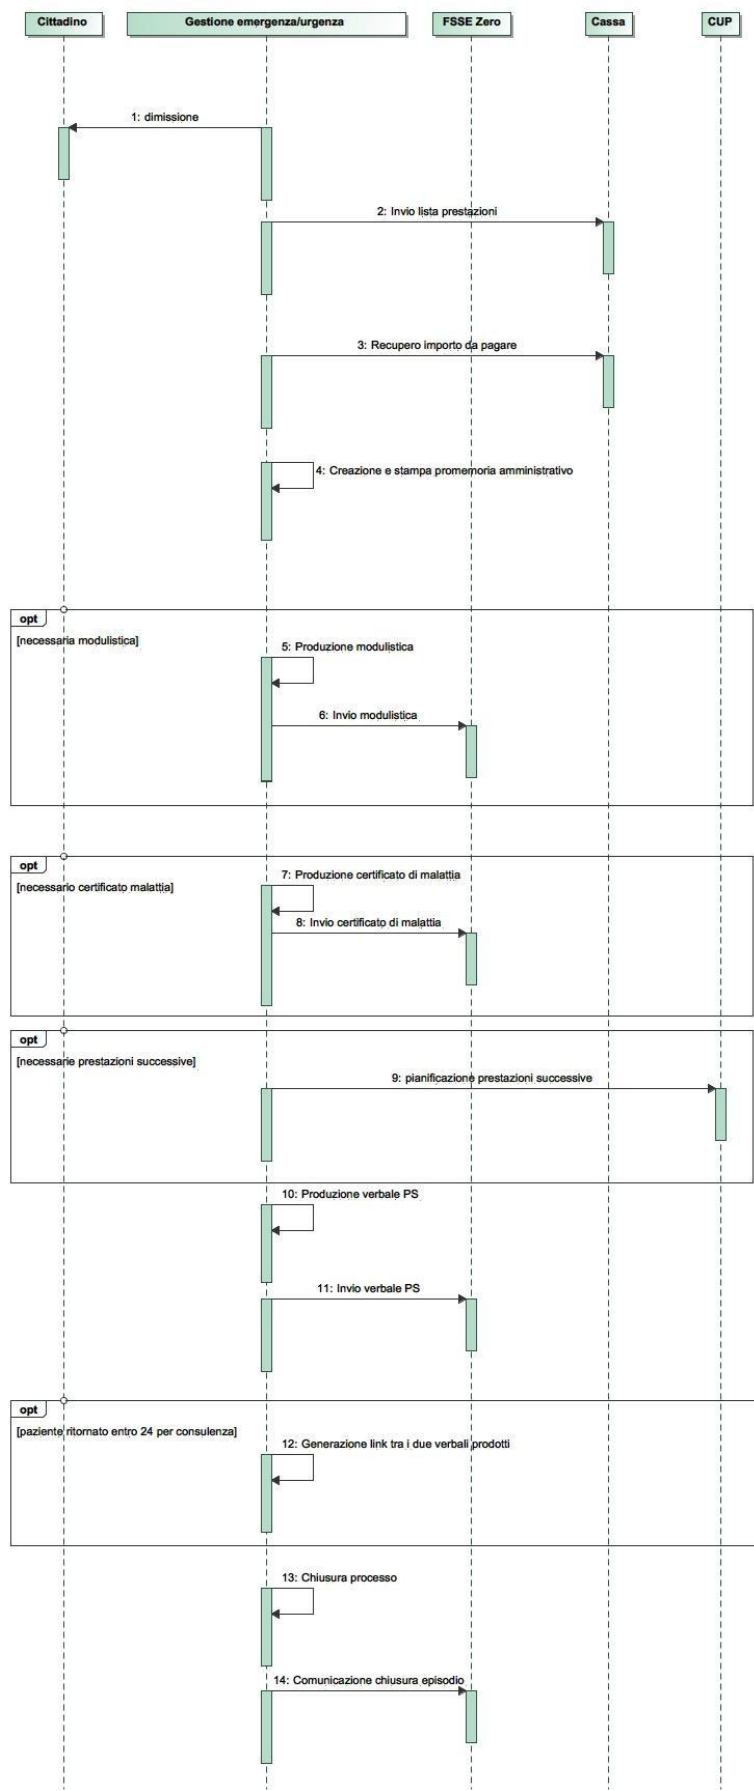 Cittadino
Gestione emergenza/urgenza
FSSE Zero
Cassa
CUP
1: dimissione
2: Invio lista prestazioni
3: Recupero importo da pagare
4: Creazione e stampa promemoria amministrativo
opt
[necessaria modulistica]
5: Produzione modulistica
6: Invio modulistica
opt
7: Produzione certificato di malattia
[necessario certificato malattia]
8: Invio certificato di malattia
opt
[necessarie prestazioni successive]
9: pianificazione prestazioni successive
10: Produzione verbale PS
11: Invio verbale PS
opt
[paziente ritornato entro 24 per consulenza]
12: Generazione link tra i due verbali prodotti
13: Chiusura processo
14: Comunicazione chiusura episodio